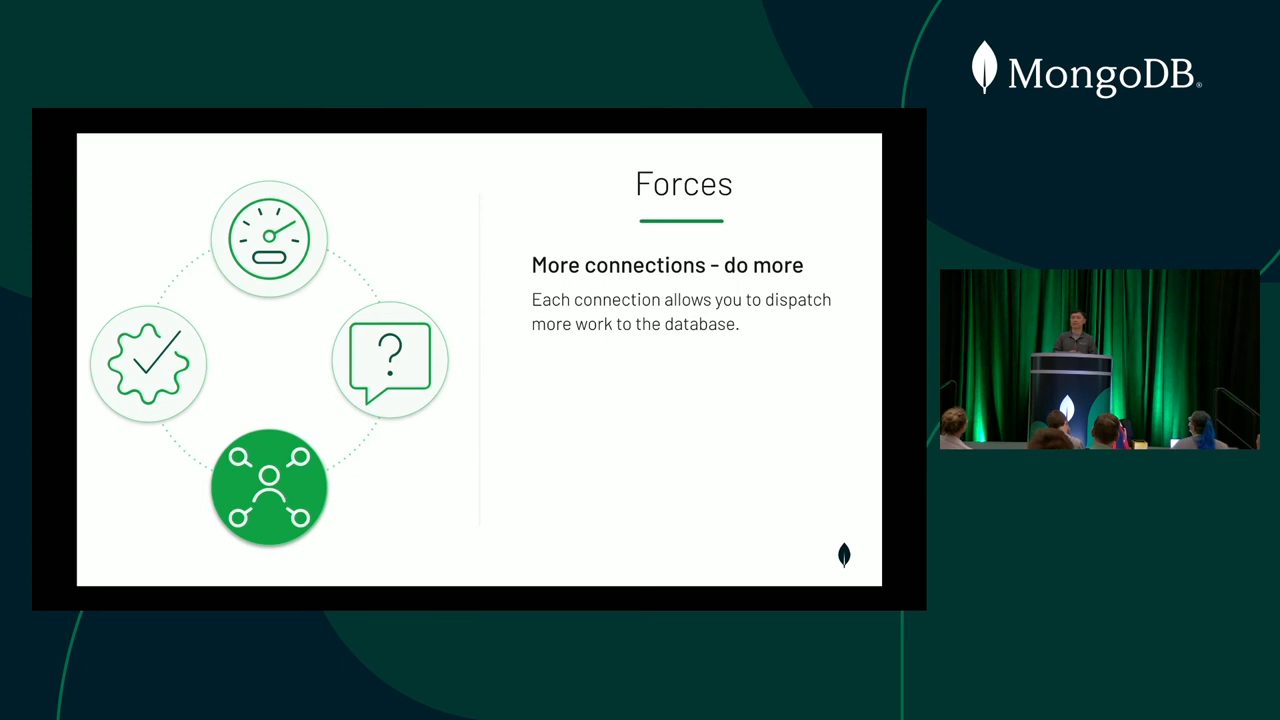 MongoDB®
Forces
More connections - do more
Each connection allows you to dispatch
more work to the database.
?